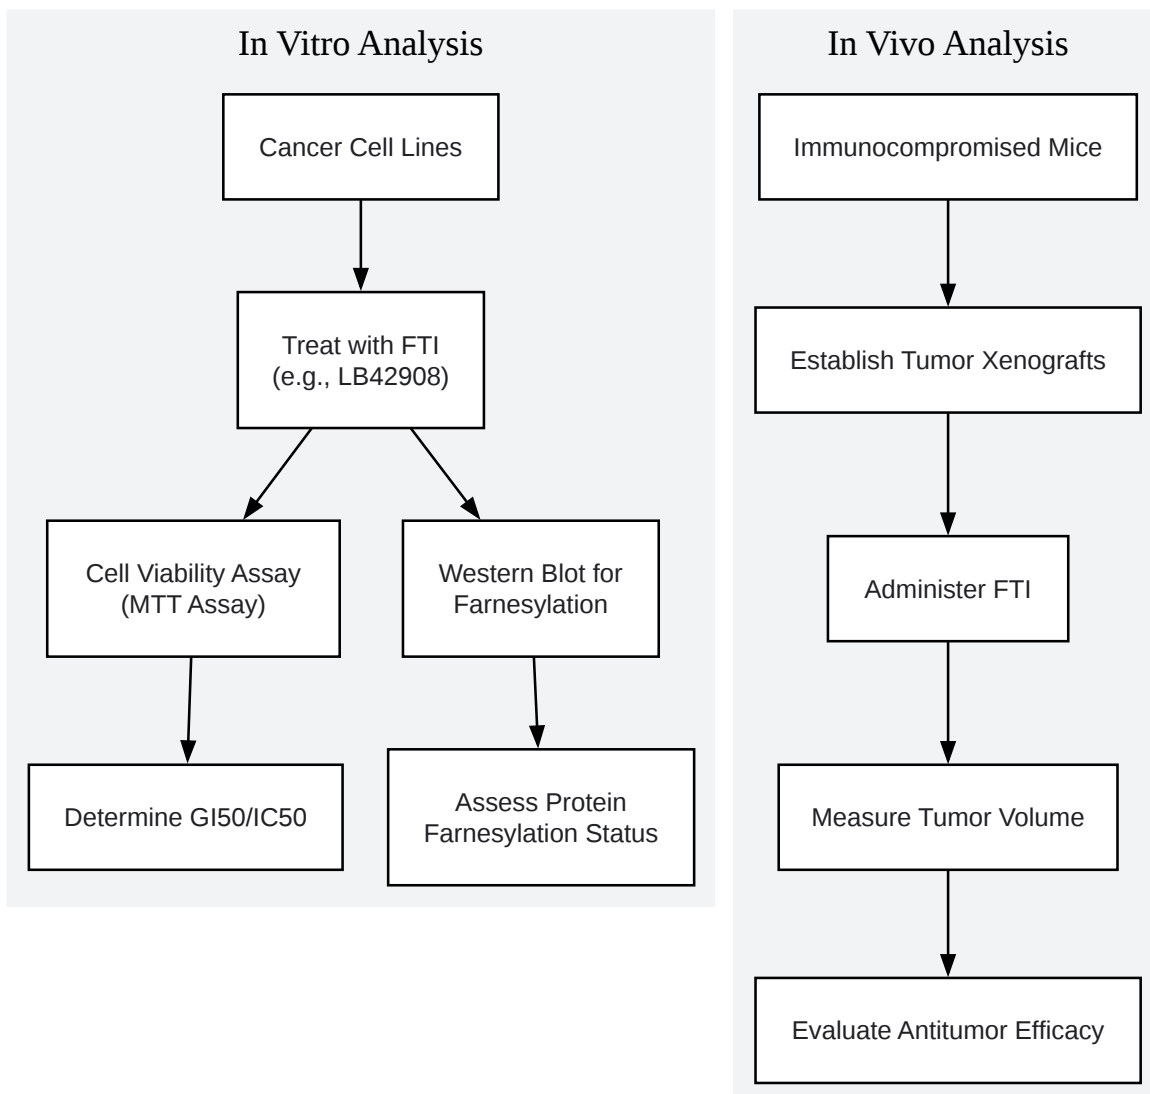 In Vitro Analysis
Cancer Cell Lines
Treat with FTI
(e.g., LB42908)
Cell Viability Assay
(MTT Assay)
Western Blot for
Farnesylation
Determine GI50/IC50
Assess Protein
Farnesylation Status
In Vivo Analysis
Immunocompromised Mice
Establish Tumor Xenografts
Administer FTI
Measure Tumor Volume
Evaluate Antitumor Efficacy